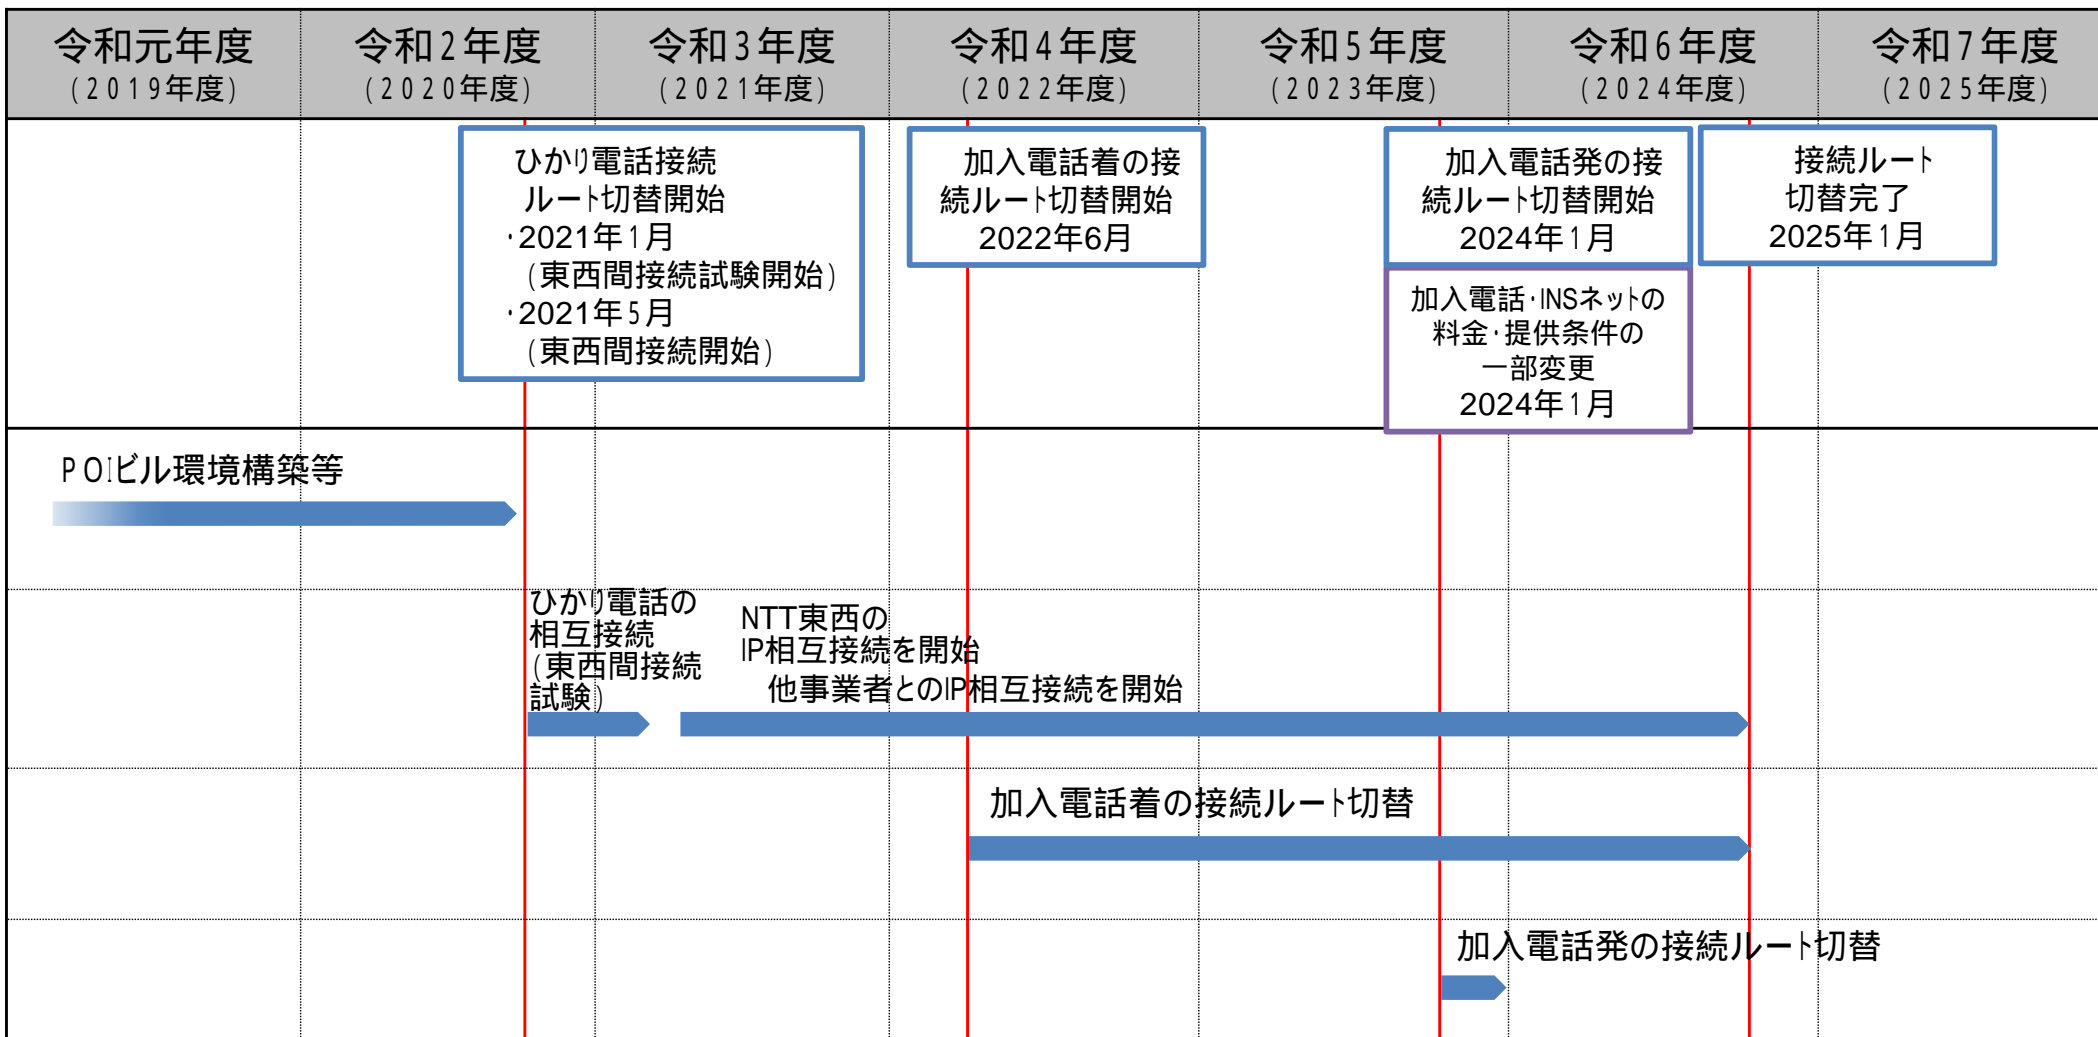 令和元年度
(2019年度)
令和2年度
(2020年度)
令和3年度
(2021年度)
令和4年度
(2022年度)
令和5年度
(2023年度)
令和6年度
(2024年度)
令和7年度
(2025年度)
ひかり電話接続
ルート切替開始
・2021年1月
(東西間接続試験開始)
・2021年5月
(東西間接続開始)
加入電話着の接
続ルート切替開始
2022年6月
加入電話発の接
続ルート切替開始
2024年1月
加入電話・INSネットの
料金・提供条件の
一部変更
2024年1月
接続ルート
切替完了
2025年1月
POIビル環境構築等
ひかり電話の
相互接続
(東西間接続
試験)
NTT東西の
IP相互接続を開始
他事業者とのIP相互接続を開始
加入電話着の接続ルート切替
加入電話発の接続ルート切替